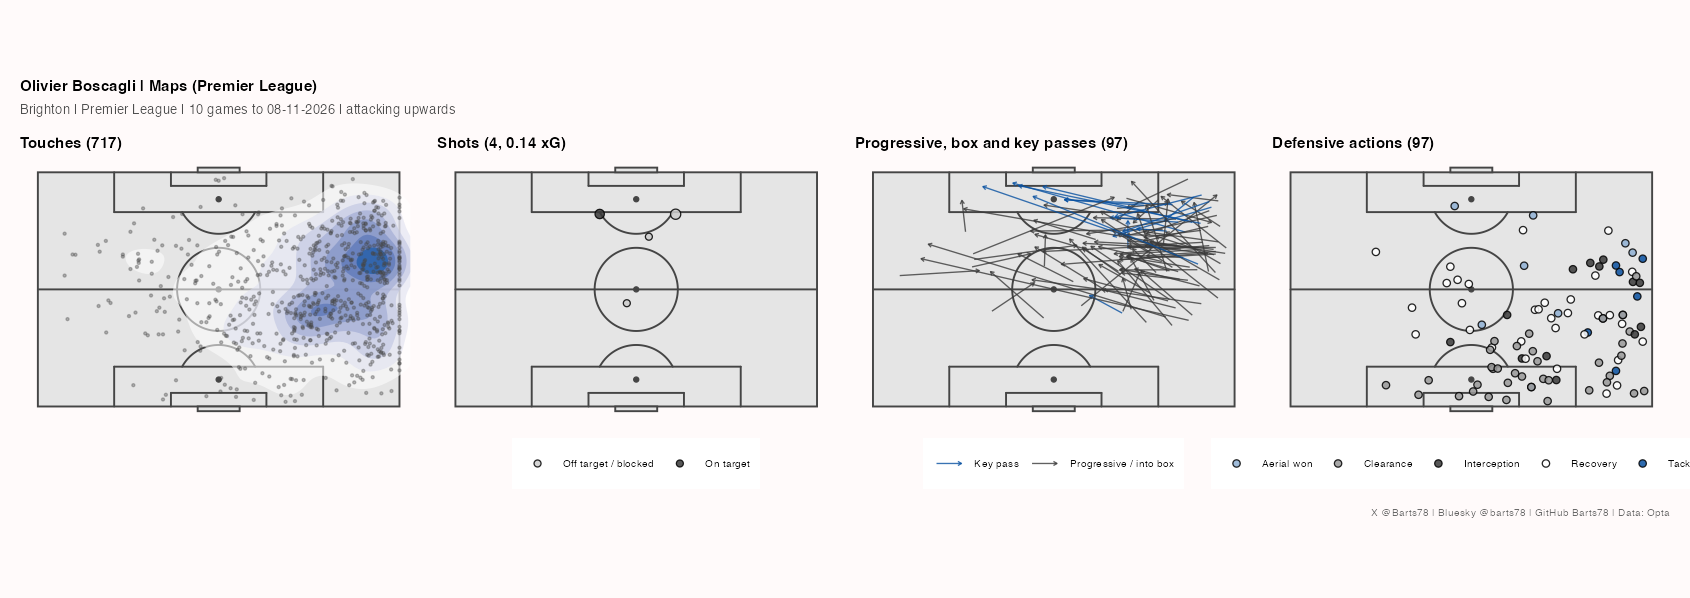 Olivier Boscagli | Maps (Premier League)
Brighton | Premier League | 10 games to 08-11-2026 | attacking upwards
Touches (717)
Shots (4, 0.14 xG)
Progressive, box and key passes (97)
Defensive actions (97)
Off target / blocked
On target
Key pass
Progressive / into box
Aerial won
Clearance
Interception
Recovery
Tack
X @Barts78 | Bluesky @barts78 | GitHub Barts78 | Data: Opta